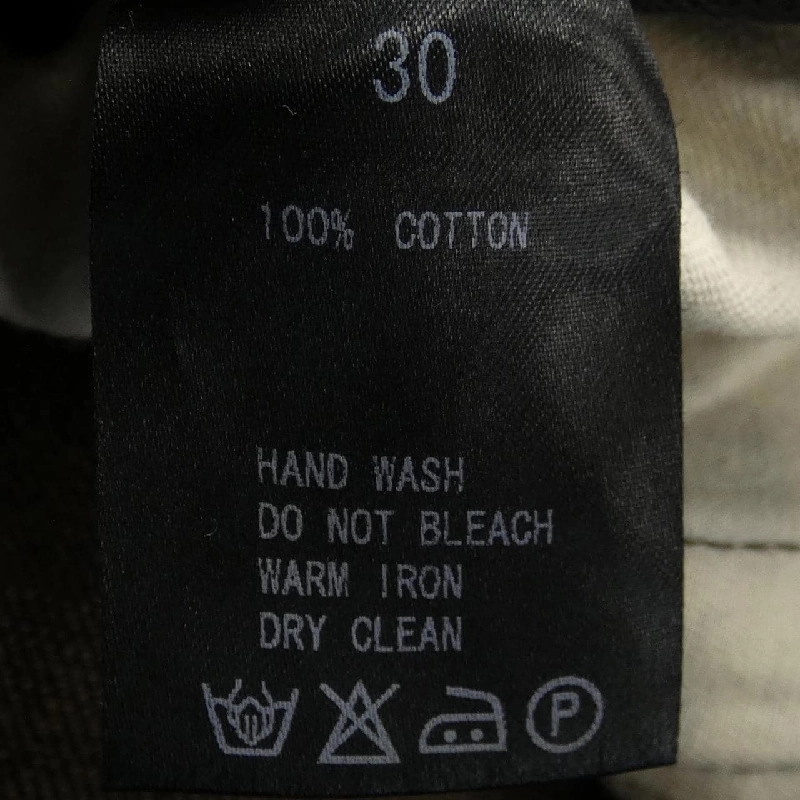 30
100% COTTON
HAND WASH
DO NOT BLEACH
WARM IRON
DRY CLEAN
P